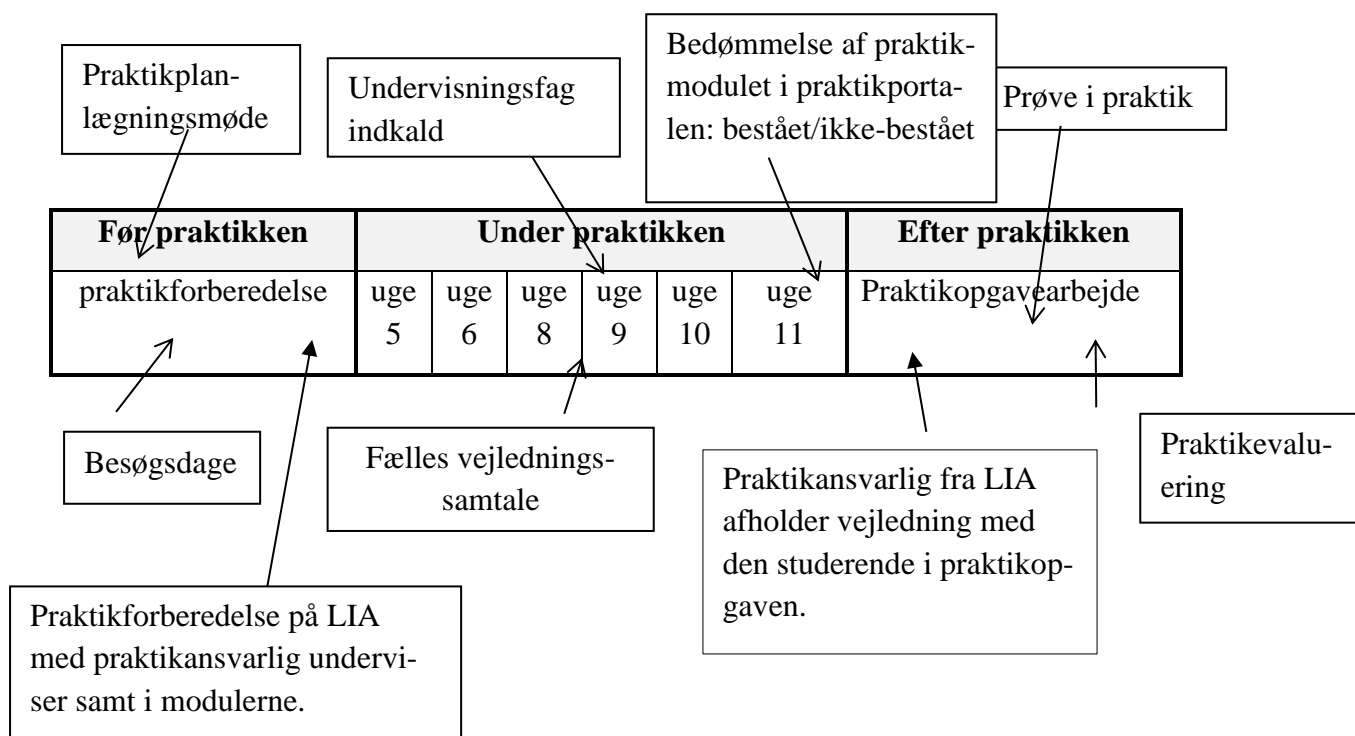 Praktikplan-
lægningsmøde
Undervisningsfag
indkald
Bedømmelse af praktik-
modulet i praktikporta-
len: bestået/ikke-bestået
Prøve i praktik
Før praktikken
Under praktikken
Efter praktikken
praktikforberedelse
uge
5
uge
6
uge
8
uge
9
uge
10
uge
11
Praktikopgavearbejde
Besøgsdage
Fælles vejlednings-
samtale
Praktikansvarlig fra LIA
afholder vejledning med
den studerende i praktikop-
gaven.
Praktikevalu-
ering
Praktikforberedelse på LIA
med praktikansvarlig undervi-
ser samt i modulerne.